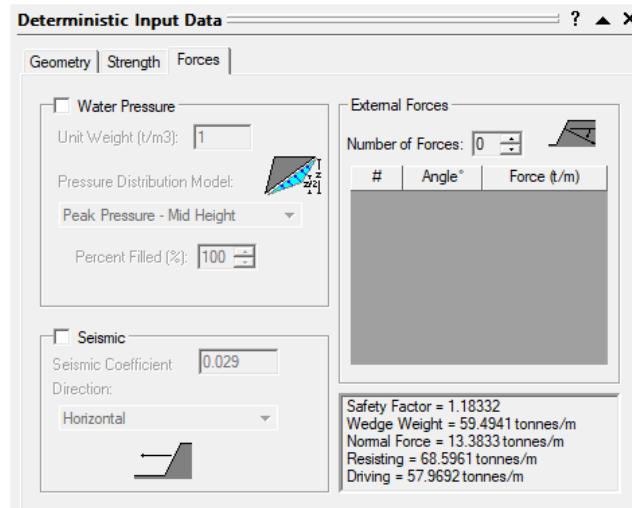 Deterministic Input Data
?
Geometry
Strength
Forces
Water Pressure
Unit Weight (t/m3):
1
Pressure Distribution Model:
Peak Pressure - Mid Height
Percent Filled (%):
100
z
z/2
Seismic
Seismic Coefficient
0.029
Direction:
Horizontal
External Forces
Number of Forces:
0
#
Angle°
Force (t/m)
Safety Factor = 1.18332
Wedge Weight = 59.4941 tonnes/m
Normal Force = 13.3833 tonnes/m
Resisting = 68.5961 tonnes/m
Driving = 57.9692 tonnes/m